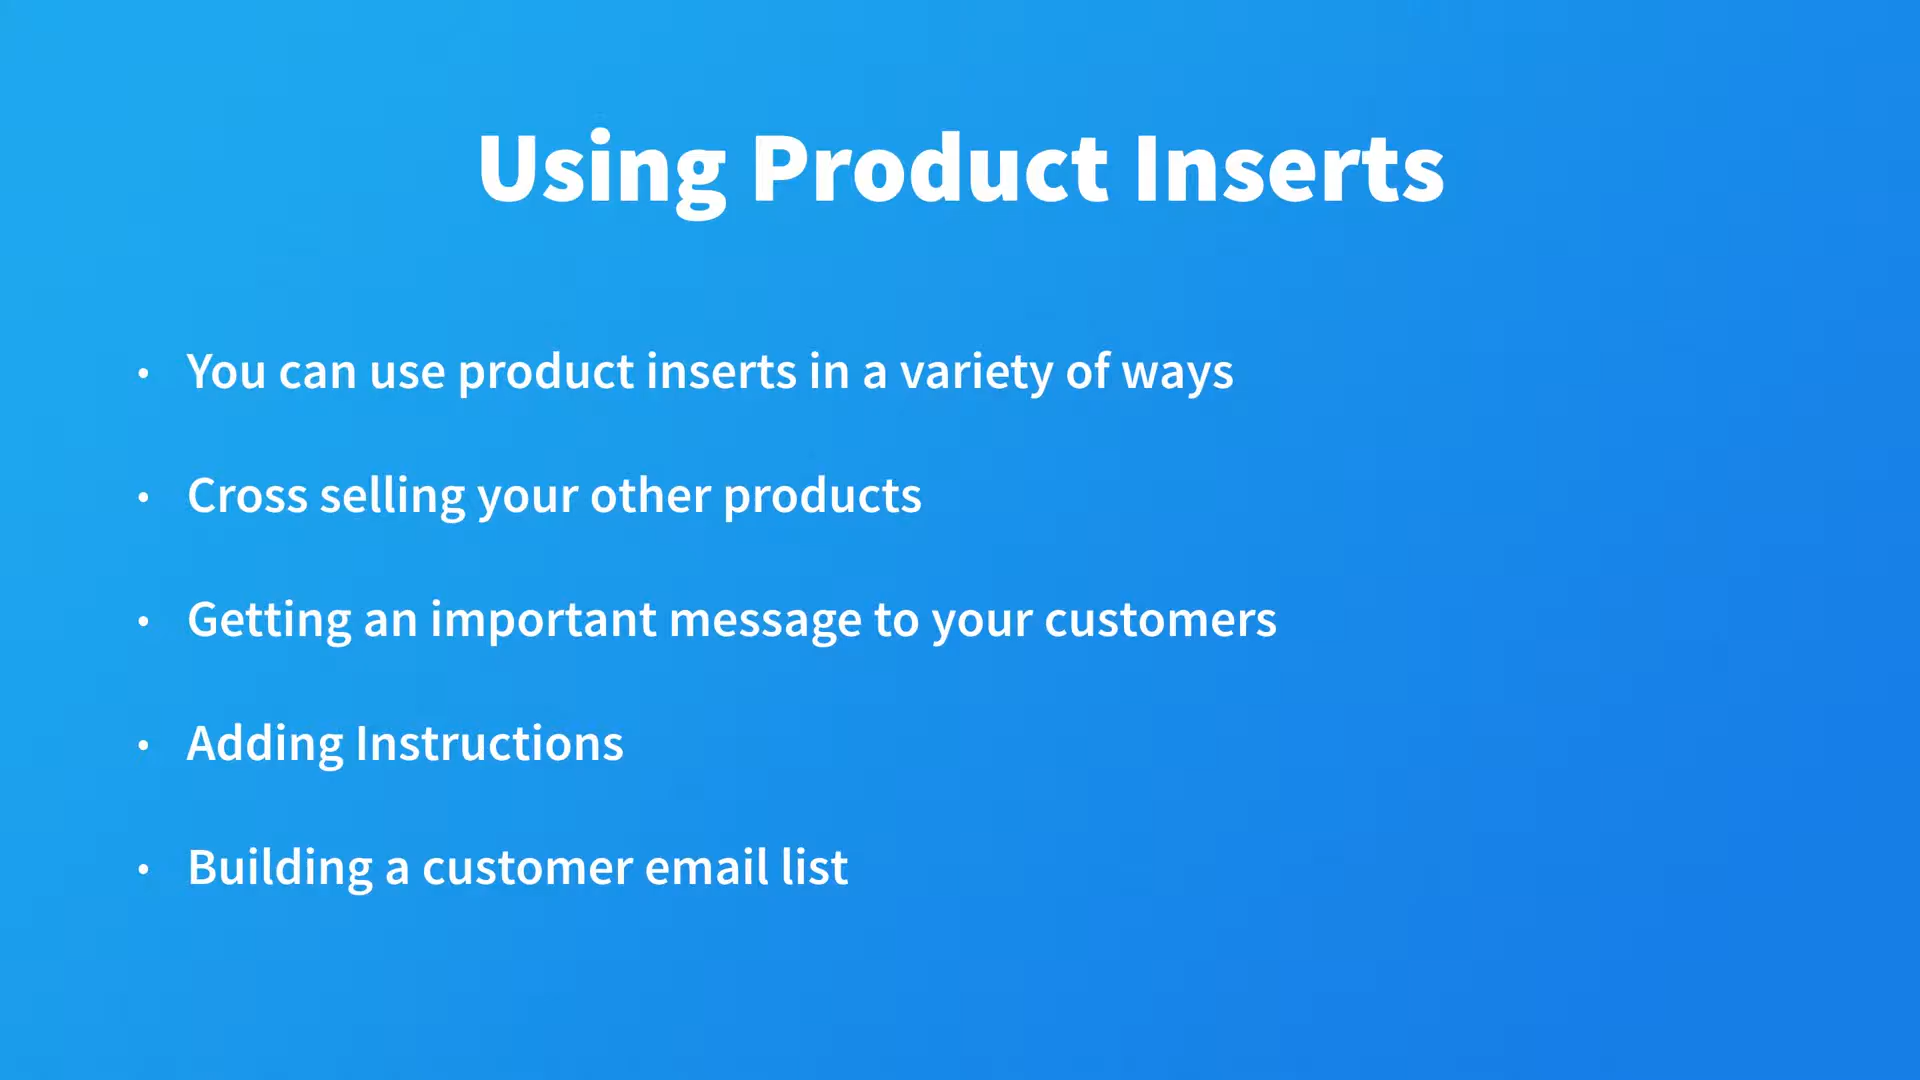 Using Product Inserts
• You can use product inserts in a variety of ways
• Cross selling your other products
• Getting an important message to your customers
• Adding Instructions
• Building a customer email list